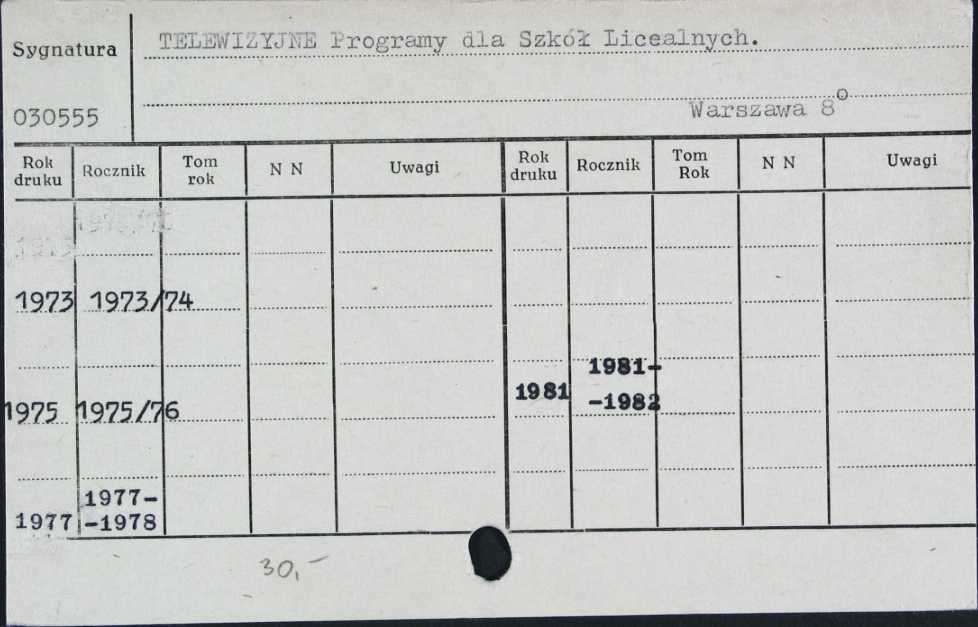 Sygnatura
TELEWIZYJNE Programy dla Szkół Licealnych.
030555
Warszawa 8°
Rok druku Rocznik Tom rok N N Uwagi Rok druku Rocznik Tom Rok N N Uwagi
1973 1973/74
1975 1975/76
1977 1977-
-1978
1981 1981-
-1982
30,-